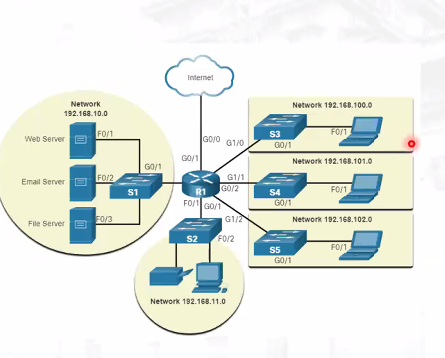 Internet
Network
192.168.10.0
Web Server
F0/1
Email Server
F0/2
File Server
F0/3
G0/1
S1
G0/0
G0/1
R1
G1/0
G1/1
G0/2
G1/2
F0/1
G0/1
S2
F0/2
Network 192.168.11.0
Network 192.168.100.0
S3
G0/1
F0/1
Network 192.168.101.0
S4
G0/1
F0/1
Network 192.168.102.0
S5
G0/1
F0/1